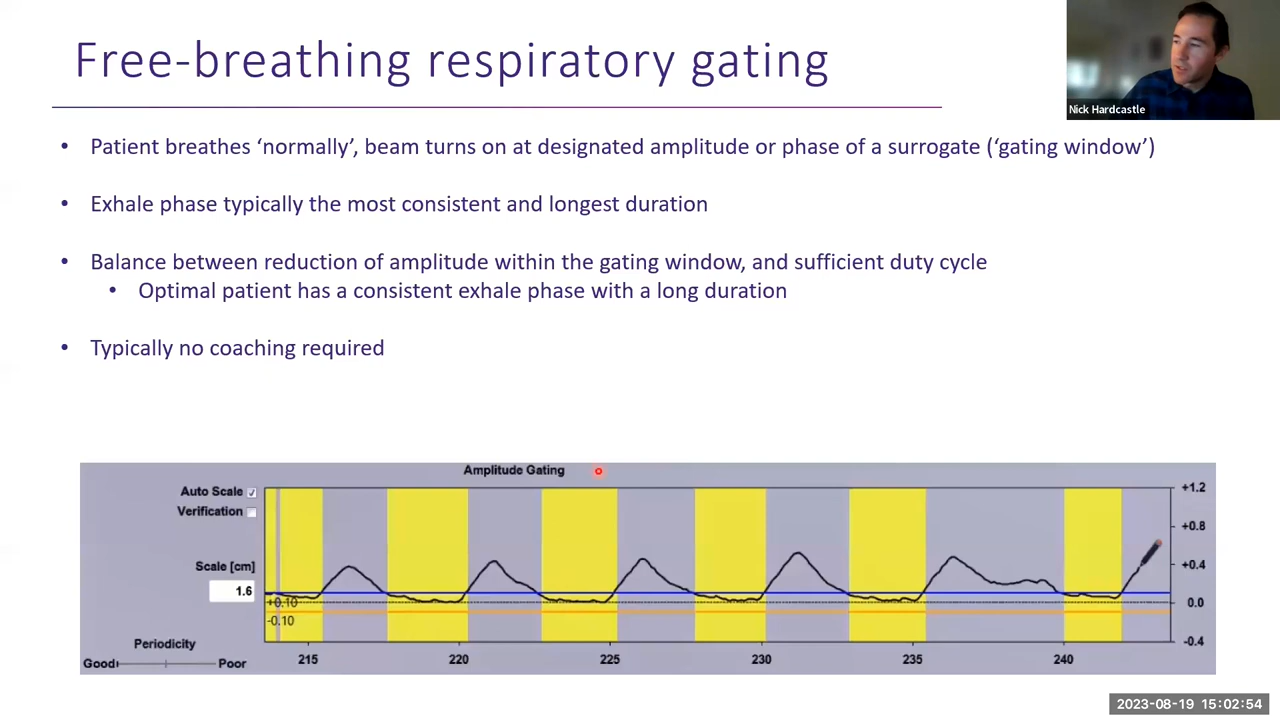 Free-breathing respiratory gating
Nick Hardcastle
• Patient breathes ‘normally’, beam turns on at designated amplitude or phase of a surrogate (‘gating window’)
• Exhale phase typically the most consistent and longest duration
• Balance between reduction of amplitude within the gating window, and sufficient duty cycle
• Optimal patient has a consistent exhale phase with a long duration
• Typically no coaching required
Amplitude Gating
Auto Scale
Verification
Scale [cm]
1.6
Periodicity
Good Poor
+0.10
-0.10
+1.2
+0.8
+0.4
0.0
-0.4
215 220 225 230 235 240
2023-08-19 15:02:54